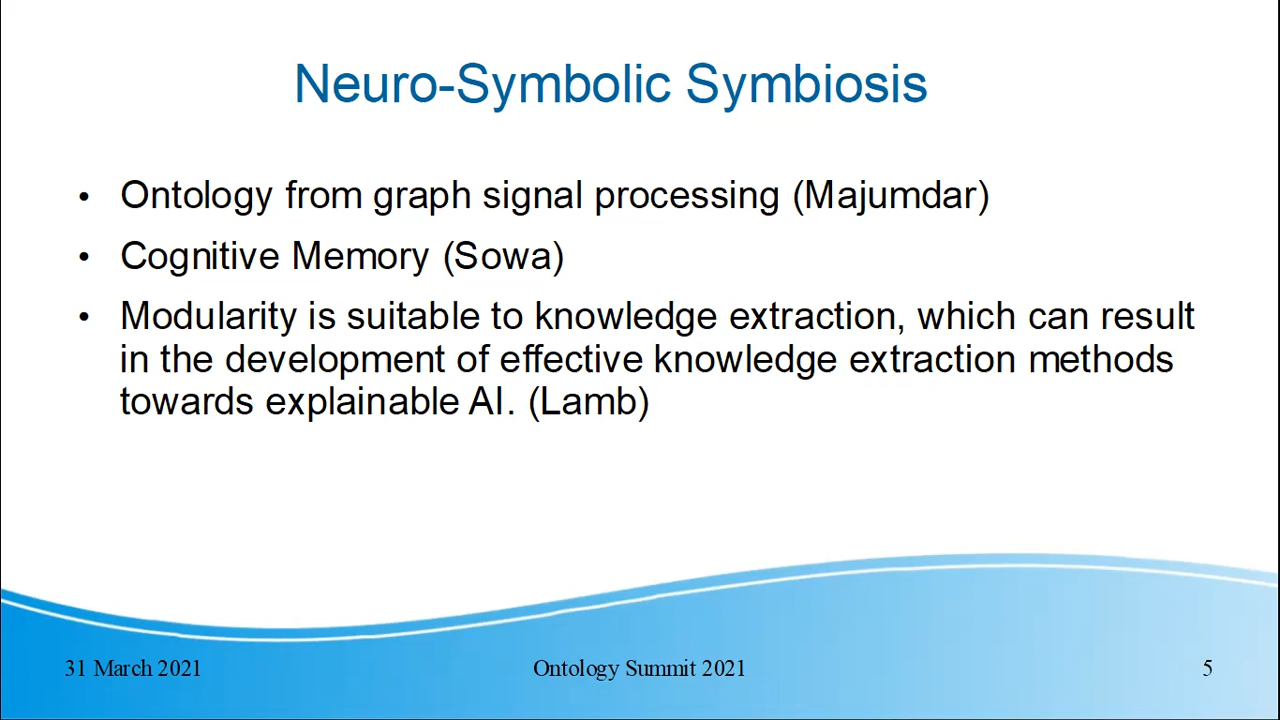 Neuro-Symbolic Symbiosis
• Ontology from graph signal processing (Majumdar)
• Cognitive Memory (Sowa)
• Modularity is suitable to knowledge extraction, which can result
in the development of effective knowledge extraction methods
towards explainable AI. (Lamb)
31 March 2021
Ontology Summit 2021
5